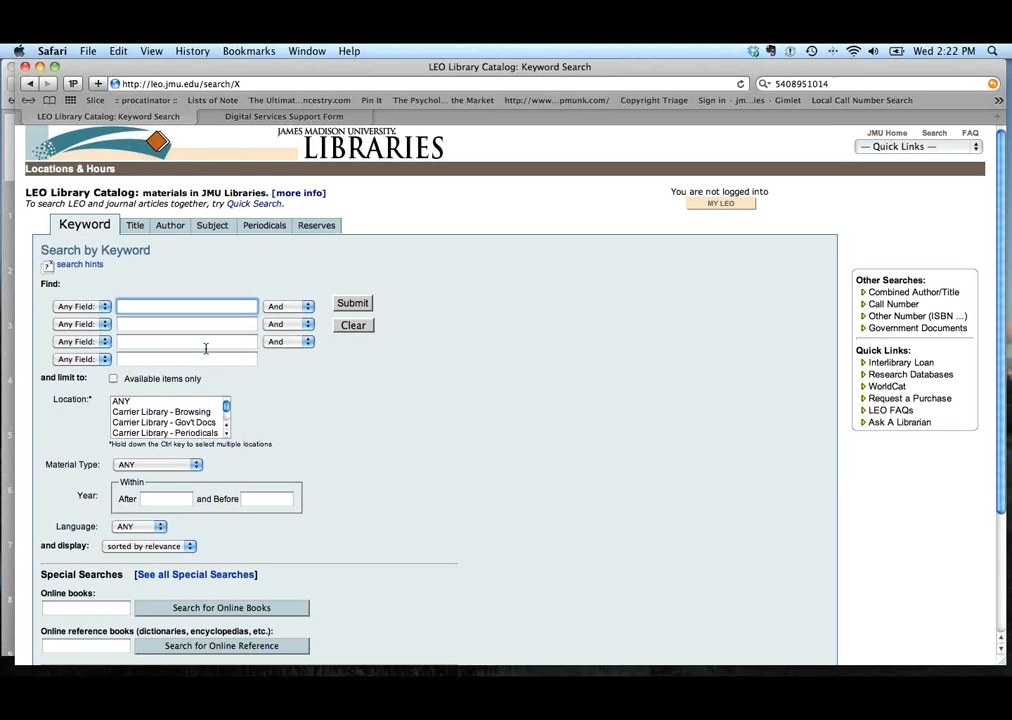 Safari File Edit View History Bookmarks Window Help Wed 2:22 PM
LEO Library Catalog: Keyword Search
1P + http://leo.jmu.edu/search/X 5408951014
Slice :: procatinator :: Lists of Note The Ultimat...ncestry.com Pin It The Psychol... the Market http://www...pmunk.com/ Copyright Triage Sign in - jm...ies - Gimlet Local Call Number Search »
LEO Library Catalog: Keyword Search Digital Services Support Form +
JAMES MADISON UNIVERSITY
LIBRARIES
JMU Home Search FAQ
— Quick Links —
Locations & Hours
LEO Library Catalog: materials in JMU Libraries. [more info]
To search LEO and journal articles together, try Quick Search.
You are not logged into
MY LEO
Keyword Title Author Subject Periodicals Reserves
Search by Keyword
? search hints
Find:
Any Field: And Submit
Any Field: And Clear
Any Field: And
Any Field:
and limit to: Available items only
Location:* ANY
Carrier Library - Browsing
Carrier Library - Gov't Docs
Carrier Library - Periodicals
*Hold down the Ctrl key to select multiple locations
Material Type: ANY
Within
Year: After and Before
Language: ANY
and display: sorted by relevance
Special Searches [See all Special Searches]
Online books:
Search for Online Books
Online reference books (dictionaries, encyclopedias, etc.):
Search for Online Reference
Other Searches:
Combined Author/Title
Call Number
Other Number (ISBN ...)
Government Documents
Quick Links:
Interlibrary Loan
Research Databases
WorldCat
Request a Purchase
LEO FAQs
Ask A Librarian